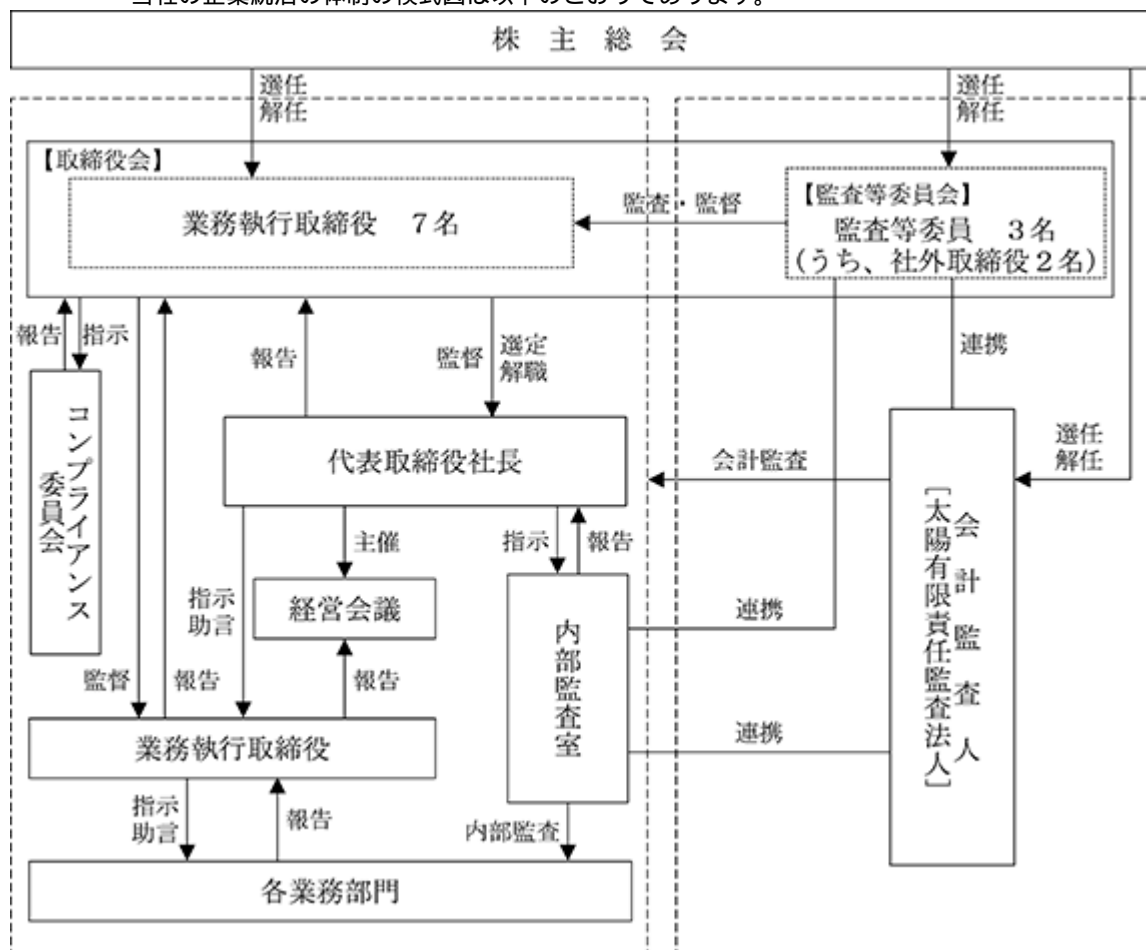 当社の企業統治の体制の模式図は以下のとおりであります。
株主総会
選任
解任
選任
解任
【取締役会】
業務執行取締役 7名
監査・監督
【監査等委員会】
監査等委員 3名
(うち、社外取締役2名)
報告
指示
報告
監督
選定
解職
連携
コンプライアンス
委員会
代表取締役社長
会計監査
選任
解任
主催
指示
報告
指示
助言
経営会議
内部監査室
連携
会計監査人
[太陽有限責任監査法人]
監督
報告
報告
業務執行取締役
連携
指示
助言
報告
内部監査
各業務部門